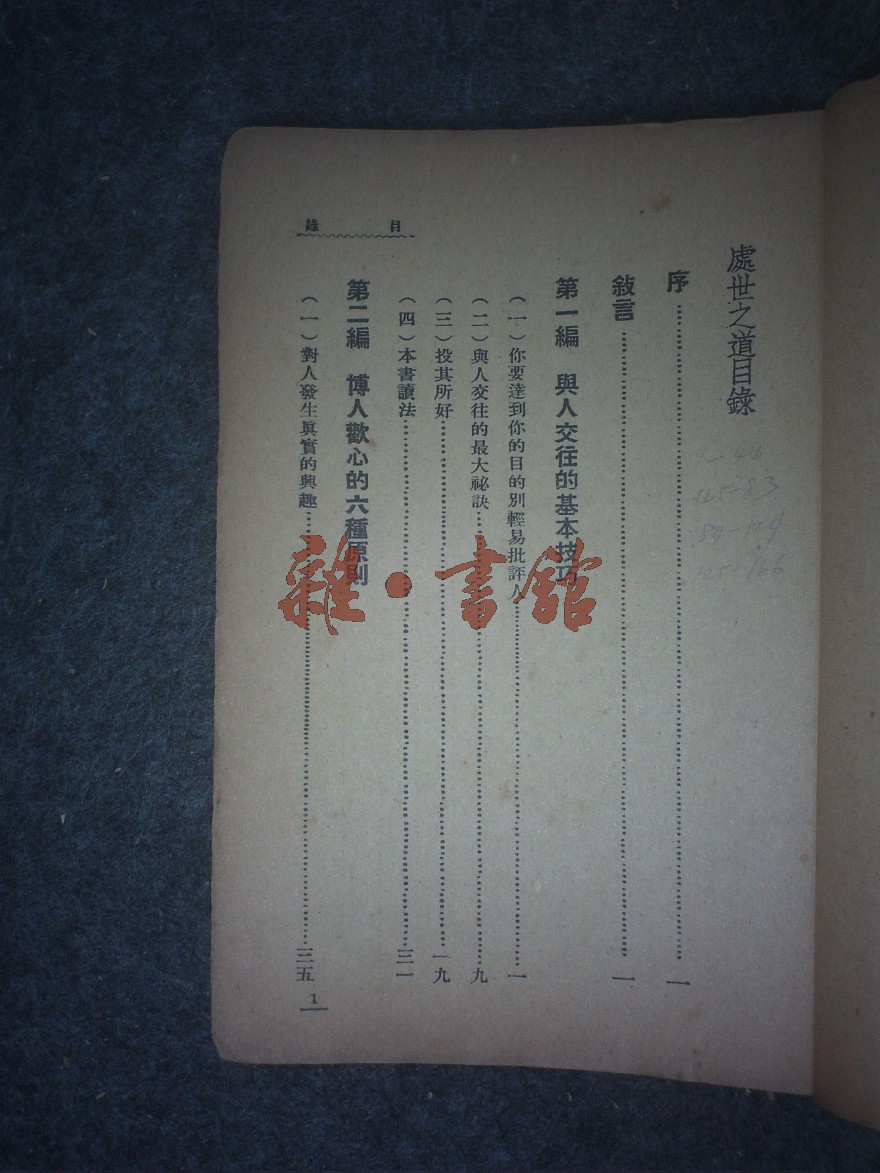 處世之道目錄
序⋯⋯一
敍言⋯⋯一
第一編 與人交往的基本技巧
（一）你要達到你的目的別輕易批評人⋯⋯一
（二）與人交往的最大祕訣⋯⋯九
（三）投其所好⋯⋯一九
（四）本書讀法⋯⋯三一
第二編 博人歡心的六種原則
（一）對人發生眞實的興趣⋯⋯三五
目錄
1
雜·書館
125-166